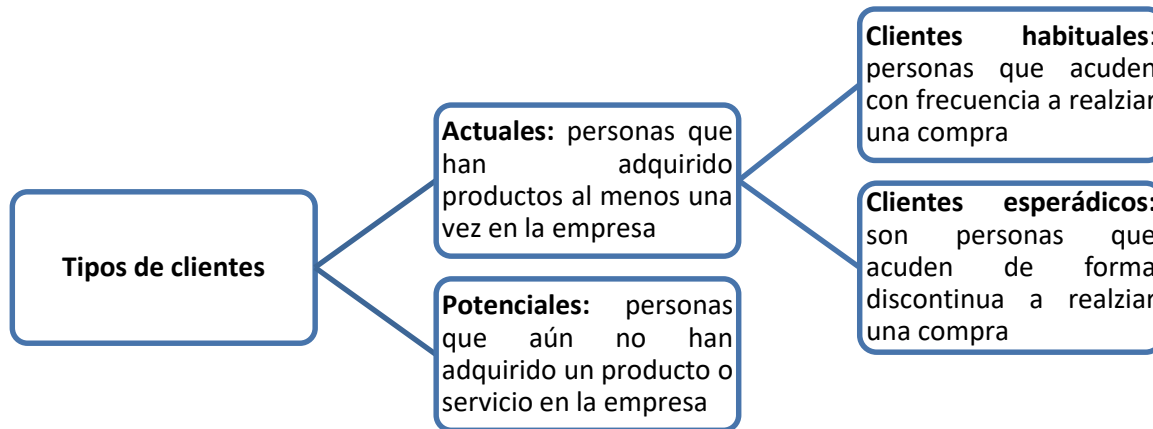 Tipos de clientes
Actuales: personas que
han adquirido
productos al menos una
vez en la empresa
Potenciales: personas
que aún no han
adquirido un producto o
servicio en la empresa
Clientes habituales:
personas que acuden
con frecuencia a realziar
una compra
Clientes esperádicos:
son personas que
acuden de forma
discontinua a realziar
una compra